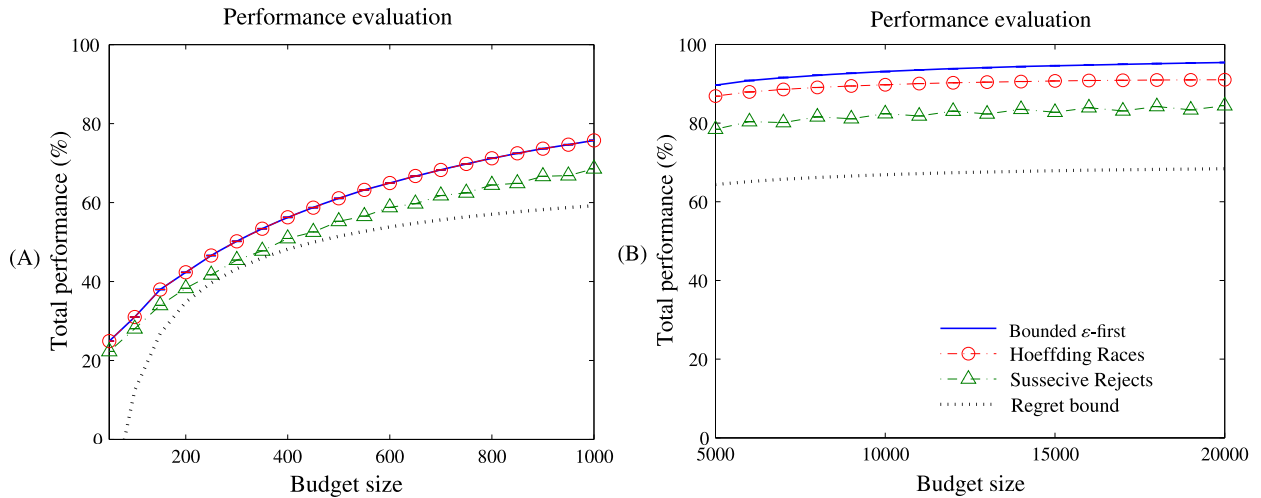 Performance evaluation
100
80
60
40
20
0
Total performance (%)
(A)
200
400
600
800
1000
Budget size
Performance evaluation
100
80
60
40
20
0
Total performance (%)
(B)
Bounded ε-first
Hoeffding Races
Sussecive Rejects
Regret bound
5000
10000
15000
20000
Budget size